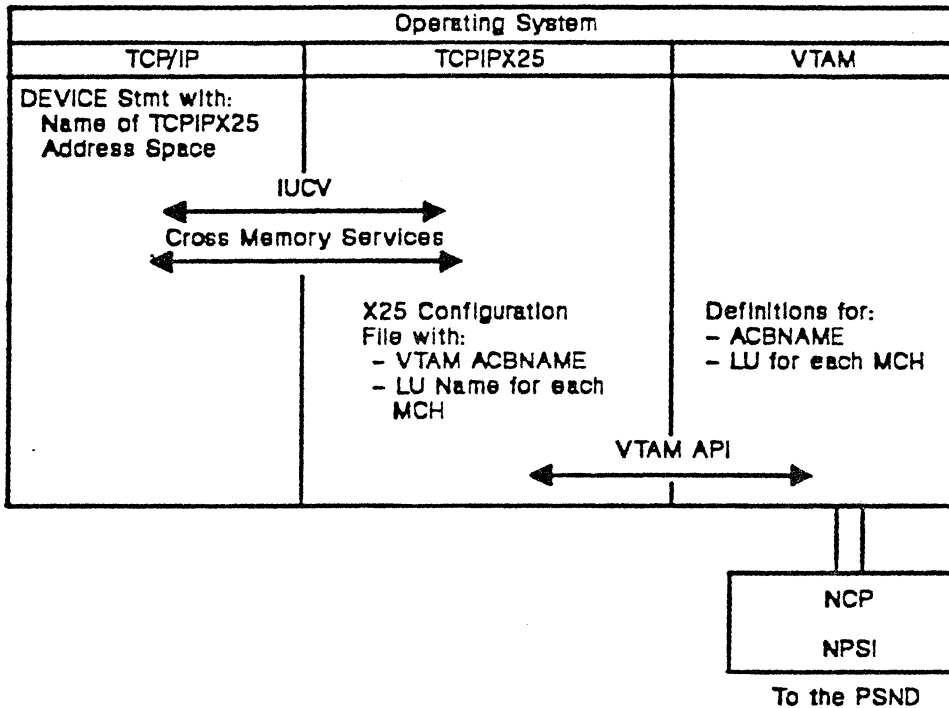 Operating System
TCP/IP
TCPIPX25
VTAM
DEVICE Stmt with:
Name of TCPIPX25
Address Space
IUCV
Cross Memory Services
X25 Configuration
File with:
- VTAM ACBNAME
- LU Name for each
MCH
Definitions for:
- ACBNAME
- LU for each MCH
VTAM API
NCP
NPSI
To the PSND